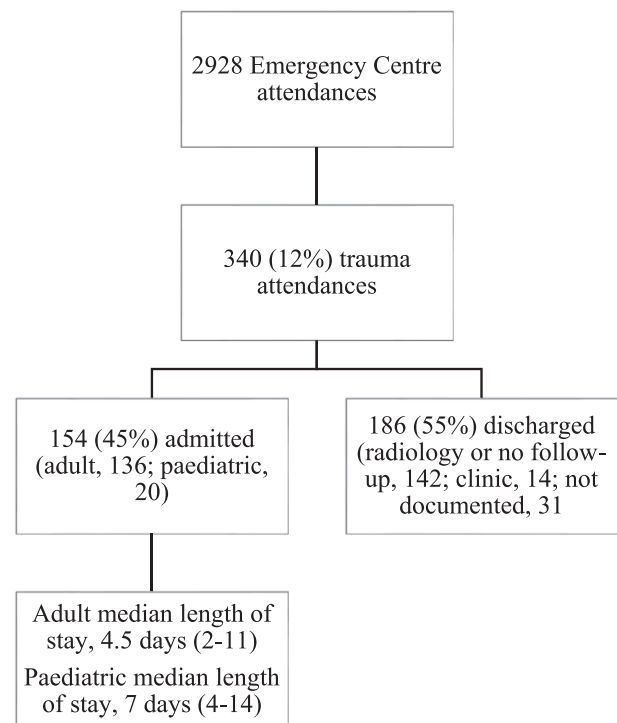 2928 Emergency Centre
attendances
340 (12%) trauma
attendances
154 (45%) admitted
(adult, 136; paediatric,
20)
186 (55%) discharged
(radiology or no follow-
up, 142; clinic, 14; not
documented, 31
Adult median length of
stay, 4.5 days (2-11)
Paediatric median length
of stay, 7 days (4-14)